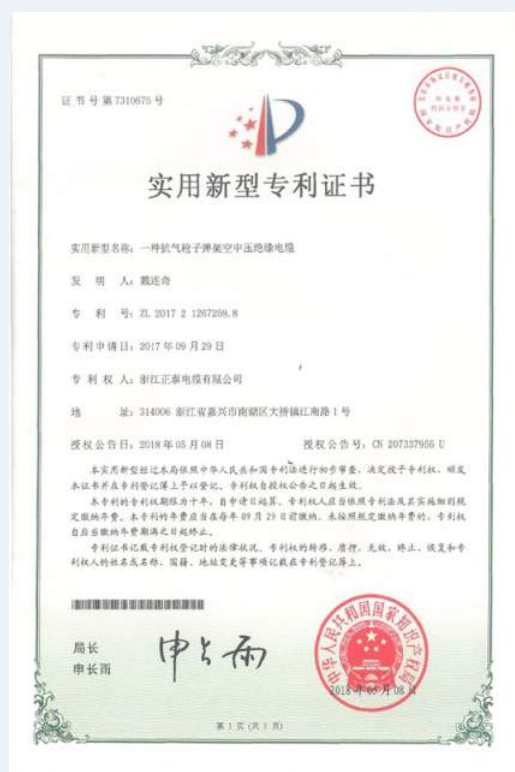 证书号第7310675号
实用新型专利证书
实用新型名称：一种抗气枪子弹架空中压绝缘电缆
发 明 人：戴连奇
专 利 号：ZL 2017 2 1267259.8
专利申请日：2017年09月29日
专 利 权 人：浙江正泰电缆有限公司
地 址：314006 浙江省嘉兴市南湖区大桥镇江南路1号
授权公告日：2018年05月08日 授权公告号：CN 207337956 U
本实用新型经过本局依照中华人民共和国专利法进行初步审查，决定授予专利权，颁发
本证书并在专利登记簿上予以登记。专利权自授权公告之日起生效。
本专利的专利权期限为十年，自申请日起算。专利权人应当依照专利法及其实施细则规
定缴纳年费。本专利的年费应当在每年09月29日前缴纳。未按照规定缴纳年费的，专利权
自应当缴纳年费期满之日起终止。
专利证书记载专利权登记时的法律状况。专利权的转移、质押、无效、终止、恢复和专
利权人的姓名或名称、国籍、地址变更等事项记载在专利登记簿上。
局长
申长雨
申长雨
中华人民共和国国家知识产权局
2018年05月08日
第1页（共1页）